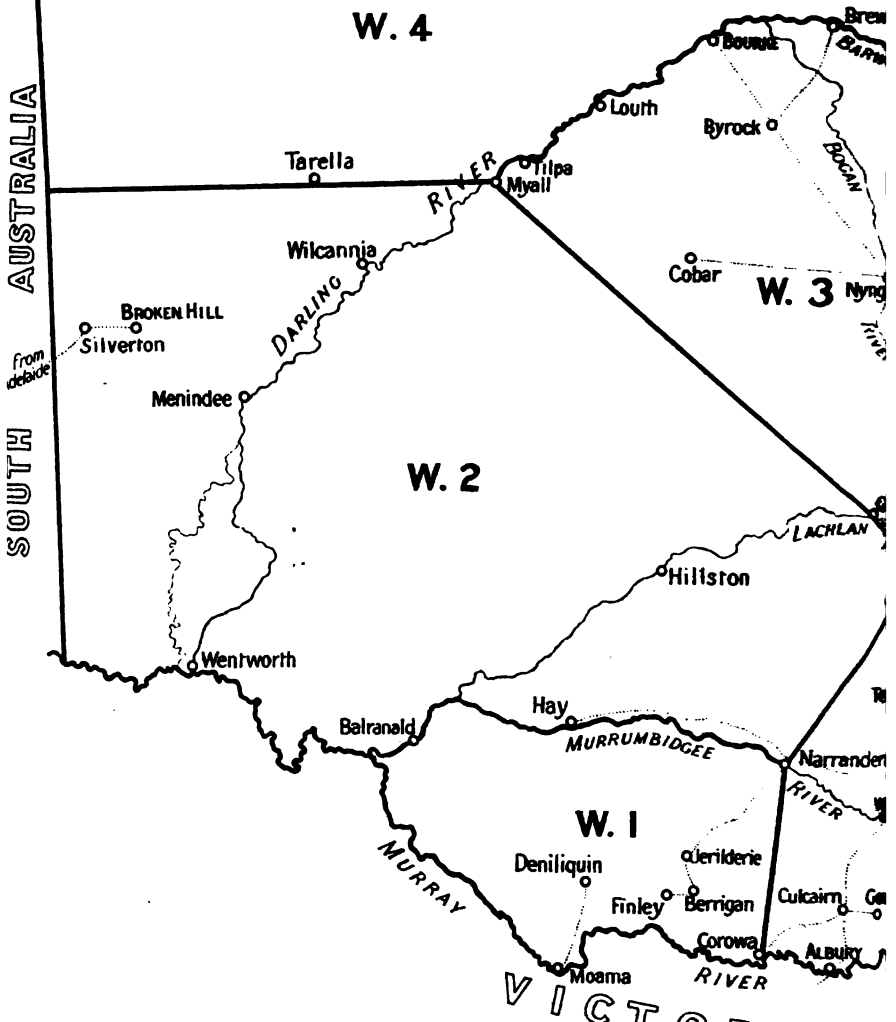 W. 4
BOURKE
Louth
Byrock
BOGAN
Tarella
RIVER
Tilpa
Myall
SOUTH AUSTRALIA
Wilcannia
Cobar
W. 3
DARLING
BROKEN HILL
Silverton
from
Menindee
W. 2
LACHLAN
Hillston
Wentworth
Hay
Balranald
MURRUMBIDGEE
RIVER
W. 1
Jerilderie
Deniliquin
MURRAY
Finley
Berrigan
Culcairn
Corowa
ALBURY
Moama
RIVER